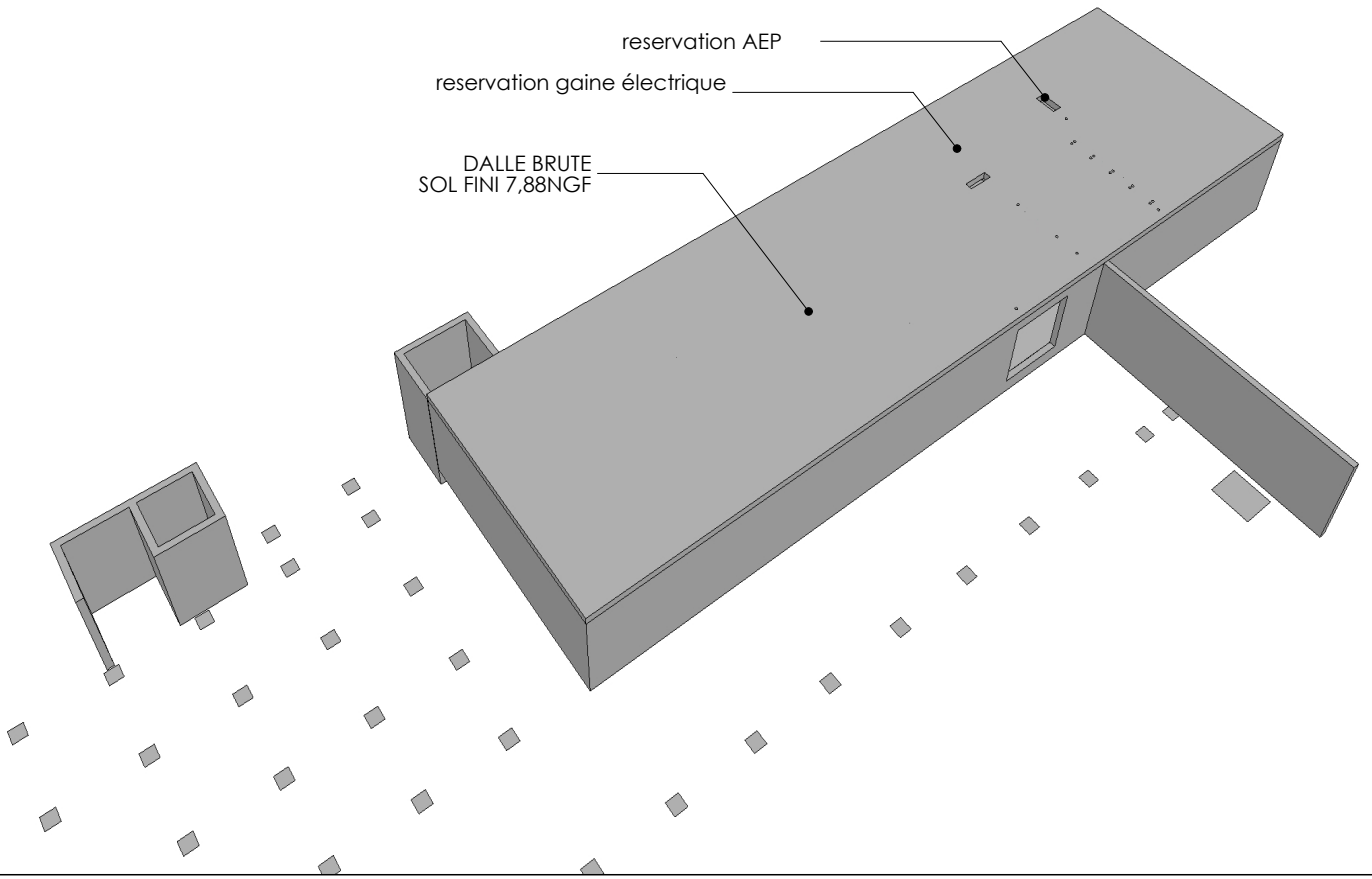 reservation AEP
reservation gaine électrique
DALLE BRUTE
SOL FINI 7,88NGF